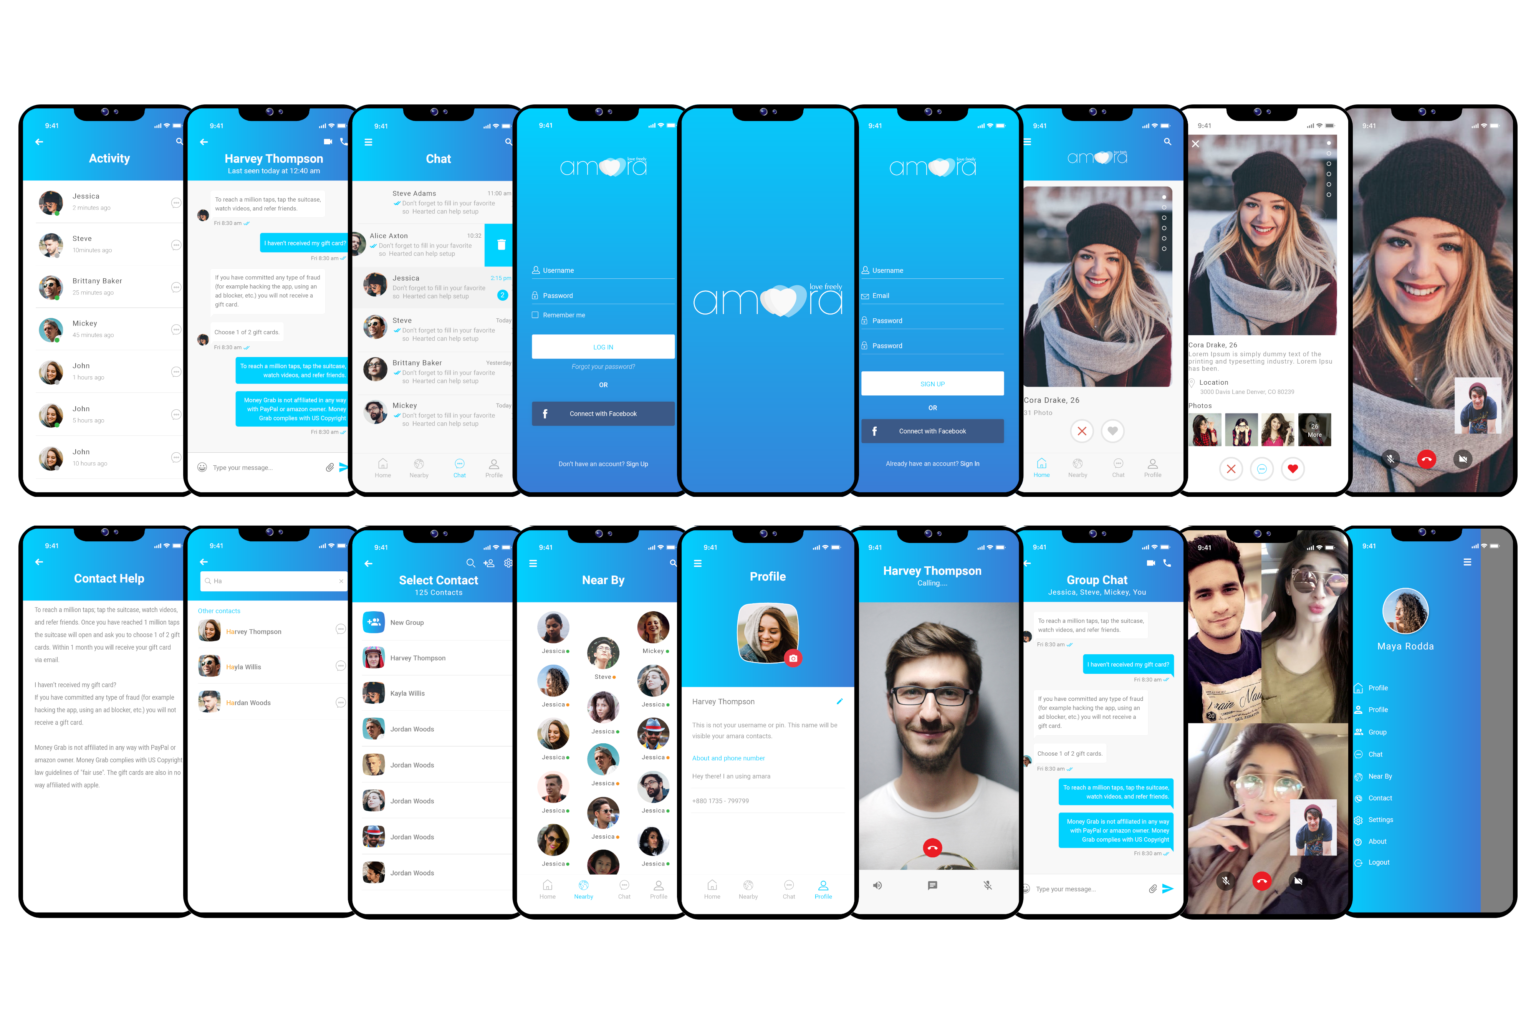 9:41
Activity
Jessica
2 minutes ago
Steve
10minutes ago
Brittany Baker
25 minutes ago
Mickey
45 minutes ago
John
1 hours ago
John
5 hours ago
John
10 hours ago
9:41
Harvey Thompson
Last seen today at 12:40 am
To reach a million taps, tap the suitcase,
watch videos, and refer friends.
Fri 8:30 am
I haven't received my gift card?
Fri 8:30 am
If you have committed any type of fraud
(for example hacking the app, using an
ad blocker, etc.) you will not receive a
gift card.
Choose 1 of 2 gift cards.
Fri 8:30 am
To reach a million taps, tap the suitcase,
watch videos, and refer friends.
Money Grab is not affiliated in any way
with PayPal or amazon owner. Money
Grab complies with US Copyright
Fri 8:30 am
Type your message...
9:41
Chat
Steve Adams
11:00 am
Don't forget to fill in your favorite
so Hearted can help setup
Alice Axton
10:32
Don't forget to fill in your favorite
so Hearted can help setup
Jessica
2:15 pm
Don't forget to fill in your favorite
so Hearted can help setup
2
Steve
Today
Don't forget to fill in your favorite
so Hearted can help setup
Brittany Baker
Yesterday
Don't forget to fill in your favorite
so Hearted can help setup
Mickey
Today
Don't forget to fill in your favorite
so Hearted can help setup
Home Nearby Chat Profile
9:41
love freely
amora
Username
Password
Remember me
LOG IN
Forgot your password?
OR
f Connect with Facebook
Don't have an account? Sign Up
love freely
amora
9:41
love freely
amora
Username
Email
Password
Password
SIGN UP
OR
f Connect with Facebook
Already have an account? Sign In
9:41
love freely
amora
Cora Drake, 26
31 Photo
Home Nearby Chat Profile
9:41
Cora Drake, 26
Lorem Ipsum is simply dummy text of the
printing and typesetting industry. Lorem Ipsu
has been.
Location
3000 Davis Lane Denver, CO 80239
Photos
26
More
9:41
9:41
Contact Help
To reach a million taps, tap the suitcase, watch videos,
and refer friends. Once you have reached 1 million taps
the suitcase will open and ask you to choose 1 of 2 gift
cards. Within 1 month you will receive your gift card
via email.
I haven't received my gift card?
If you have committed any type of fraud (for example
hacking the app, using an ad blocker, etc.) you will not
receive a gift card.
Money Grab is not affiliated in any way with PayPal or
amazon owner. Money Grab complies with US Copyright
law guidelines of "fair use". The gift cards are also in no
way affiliated with apple.
9:41
Ha
Other contacts
Harvey Thompson
Hayla Willis
Hardan Woods
9:41
Select Contact
125 Contacts
New Group
Harvey Thompson
Kayla Willis
Jordan Woods
Jordan Woods
Jordan Woods
Jordan Woods
Jordan Woods
9:41
Near By
Jessica
Mickey
Steve
Jessica
Jessica
Jessica
Jessica
Jessica
Jessica
Jessica
Jessica
Jessica
Jessica
Home Nearby Chat Profile
9:41
Profile
Harvey Thompson
This is not your username or pin. This name will be
visible your amara contacts.
About and phone number
Hey there! I an using amara
+880 1735 - 799799
Home Nearby Chat Profile
9:41
Harvey Thompson
Calling....
9:41
Group Chat
Jessica, Steve, Mickey, You
To reach a million taps, tap the suitcase,
watch videos, and refer friends.
Fri 8:30 am
I haven't received my gift card?
Fri 8:30 am
If you have committed any type of fraud
(for example hacking the app, using an
ad blocker, etc.) you will not receive a
gift card.
Choose 1 of 2 gift cards.
Fri 8:30 am
To reach a million taps, tap the suitcase,
watch videos, and refer friends.
Money Grab is not affiliated in any way
with PayPal or amazon owner. Money
Grab complies with US Copyright
Fri 8:30 am
Type your message...
9:41
9:41
Maya Rodda
Profile
Profile
Group
Chat
Near By
Contact
Settings
About
Logout